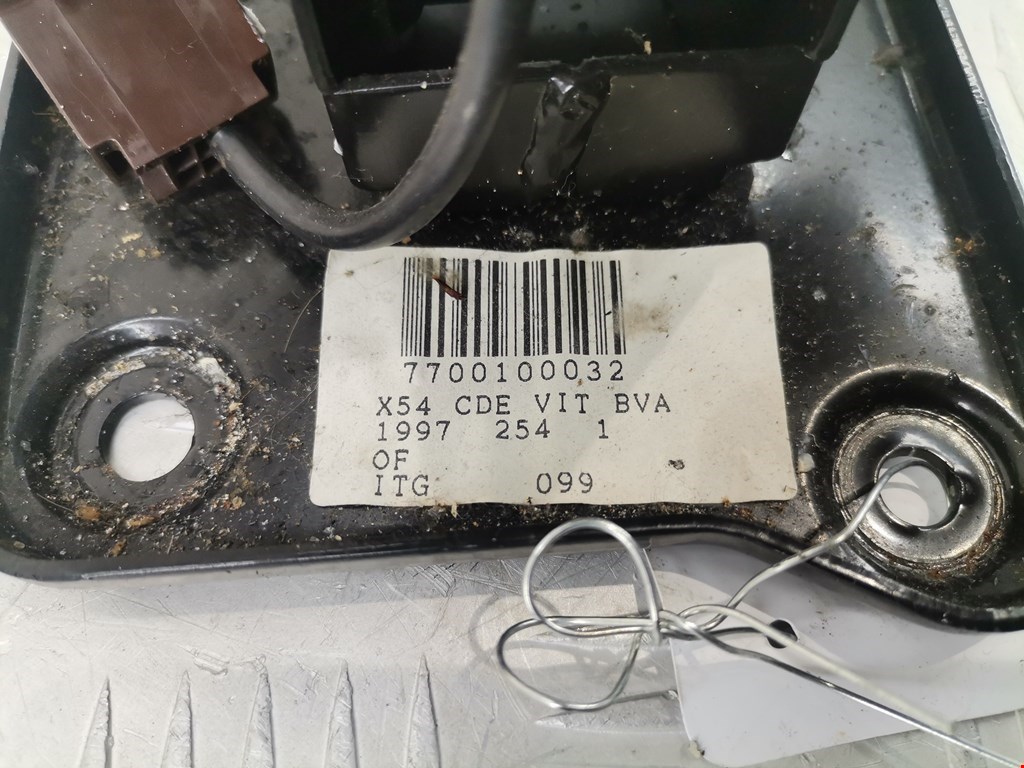 7700100032
X54 CDE VIT BVA
1997 254 1
OF
ITG 099